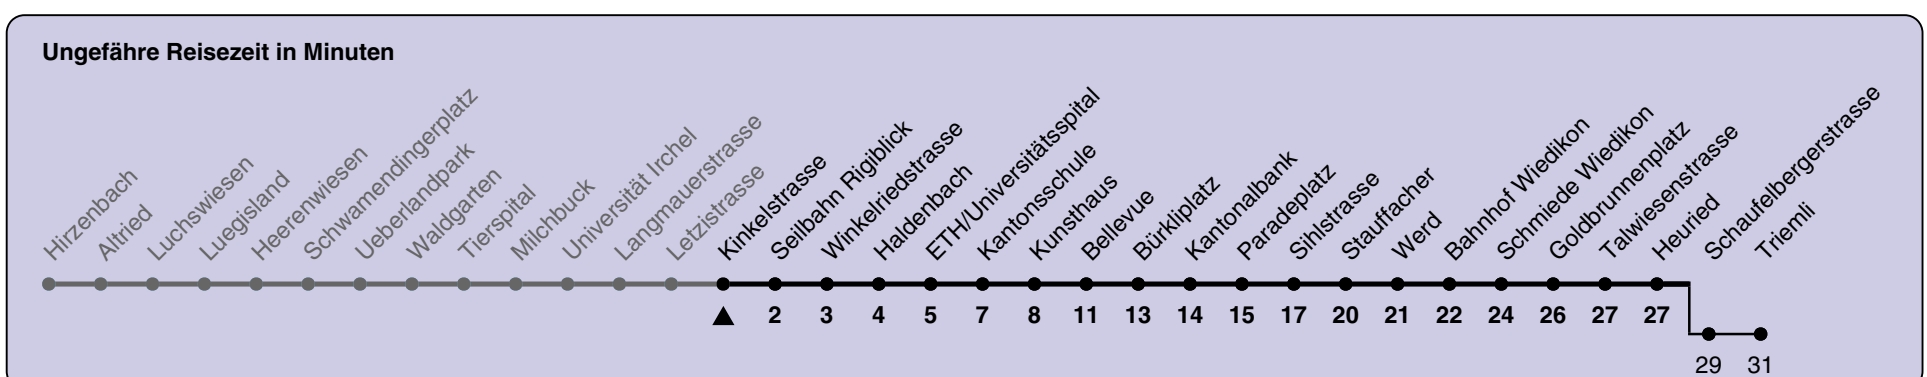 Ungefähre Reisezeit in Minuten
Hirzenbach
Altried
Luchswiesen
Luegisland
Heerenwiesen
Schwamendingerplatz
Ueberlandpark
Waldgarten
Tierspital
Milchbuck
Universität Irchel
Langmauerstrasse
Letzistrasse
Kinkelstrasse
Seilbahn Rigiblick
Winkelriedstrasse
Haldenbach
ETH/Universitätsspital
Kantonsschule
Kunsthaus
Bellevue
Bürkliplatz
Kantonalbank
Paradeplatz
Sihlstrasse
Stauffacher
Werd
Bahnhof Wiedikon
Schmiede Wiedikon
Goldbrunnenplatz
Talwiesenstrasse
Heuried
Schaufelbergerstrasse
Triemli
2 3 4 5 7 8 11 13 14 15 17 20 21 22 24 26 27 27
29 31